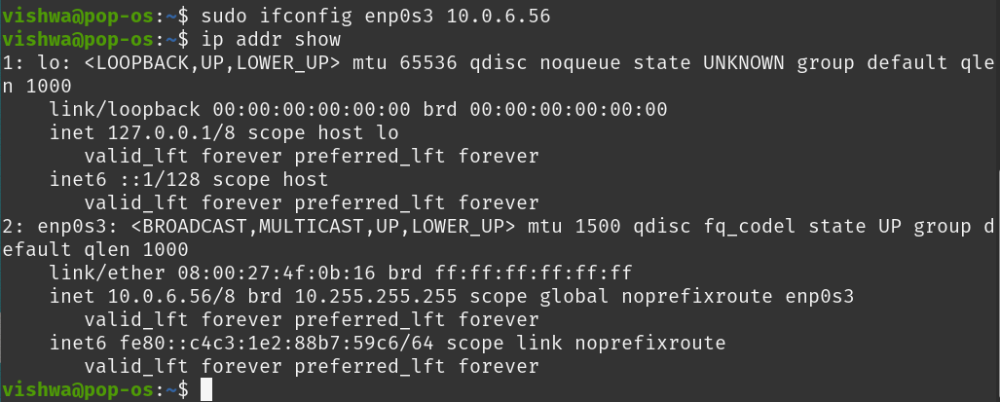 vishwa@pop-os:~$ sudo ifconfig enp0s3 10.0.6.56
vishwa@pop-os:~$ ip addr show
1: lo: <LOOPBACK,UP,LOWER_UP> mtu 65536 qdisc noqueue state UNKNOWN group default qle
n 1000
    link/loopback 00:00:00:00:00:00 brd 00:00:00:00:00:00
    inet 127.0.0.1/8 scope host lo
       valid_lft forever preferred_lft forever
    inet6 ::1/128 scope host
       valid_lft forever preferred_lft forever
2: enp0s3: <BROADCAST,MULTICAST,UP,LOWER_UP> mtu 1500 qdisc fq_codel state UP group d
efault qlen 1000
    link/ether 08:00:27:4f:0b:16 brd ff:ff:ff:ff:ff:ff
    inet 10.0.6.56/8 brd 10.255.255.255 scope global noprefixroute enp0s3
       valid_lft forever preferred_lft forever
    inet6 fe80::c4c3:1e2:88b7:59c6/64 scope link noprefixroute
       valid_lft forever preferred_lft forever
vishwa@pop-os:~$